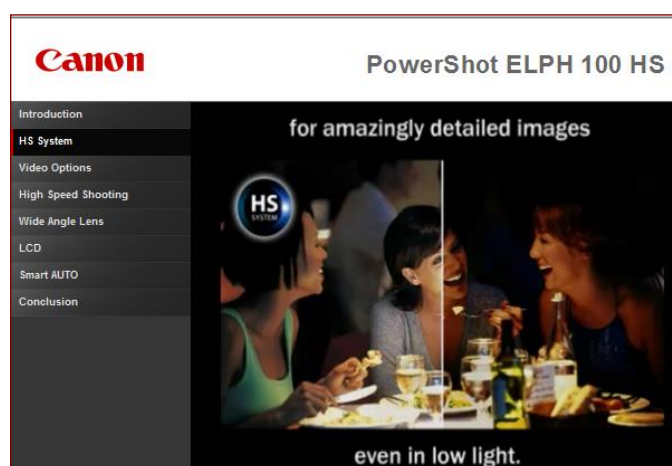 Canon
PowerShot ELPH 100 HS
Introduction
HS System
Video Options
High Speed Shooting
Wide Angle Lens
LCD
Smart AUTO
Conclusion
for amazingly detailed images
HS
SYSTEM
even in low light.